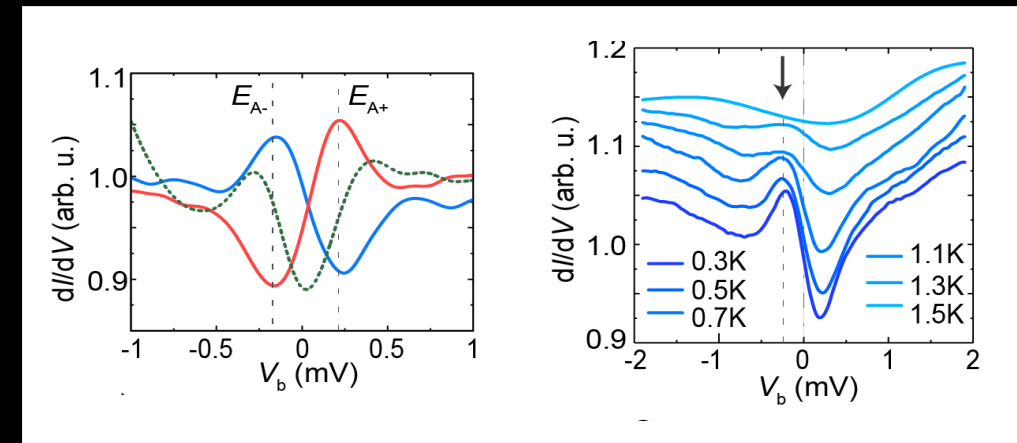 1.1
1.0
0.9
-1 -0.5 0 0.5 1
dI/dV (arb. u.)
V_b (mV)
E_A-
E_A+
1.2
1.1
1.0
0.9
-2 -1 0 1 2
dI/dV (arb. u.)
V_b (mV)
0.3K
0.5K
0.7K
1.1K
1.3K
1.5K